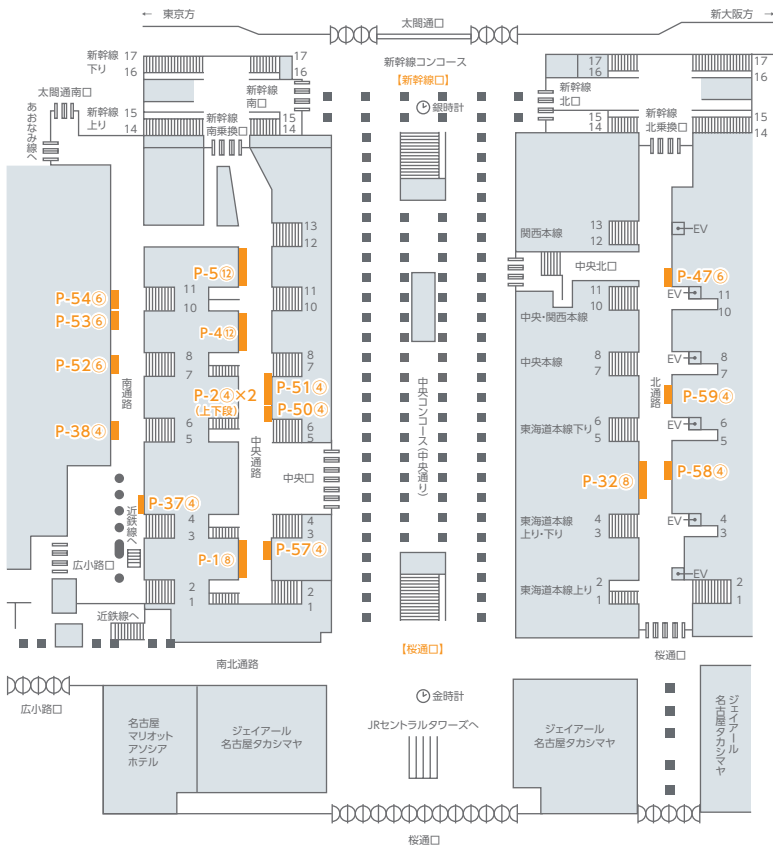 ← 東京方
太閤通口
新大阪方 →
新幹線
下り
17
16
17
16
新幹線コンコース
【新幹線口】
17
16
17
16
太閤通南口
新幹線
南口
銀時計
新幹線
北口
あおなみ線へ
新幹線
上り
15
14
15
14
新幹線
南乗換口
15
14
新幹線
北乗換口
15
14
13
12
関西本線
13
12
EV
中央北口
P-5⑫
P-47⑥
P-54⑥
P-53⑥
11
10
11
10
11
10
EV
11
10
P-4⑫
中央・関西本線
P-52⑥
8
7
8
7
中央本線
8
7
EV
8
7
南通路
P-2④×2
(上下段)
P-51④
P-50④
中央コンコース(中央通り)
北通路
P-59④
P-38④
6
5
6
5
東海道本線下り
6
5
EV
6
5
中央通路
中央口
P-32⑧
P-58④
P-37④
近鉄線へ
4
3
4
3
東海道本線
上り・下り
4
3
EV
4
3
広小路口
P-1⑧
P-57④
2
1
2
1
東海道本線上り
2
1
EV
2
1
近鉄線へ
南北通路
【桜通口】
桜通口
広小路口
金時計
名古屋
マリオット
アソシア
ホテル
ジェイアール
名古屋タカシマヤ
JRセントラルタワーズへ
ジェイアール
名古屋タカシマヤ
ジェイアール
名古屋タカシマヤ
桜通口